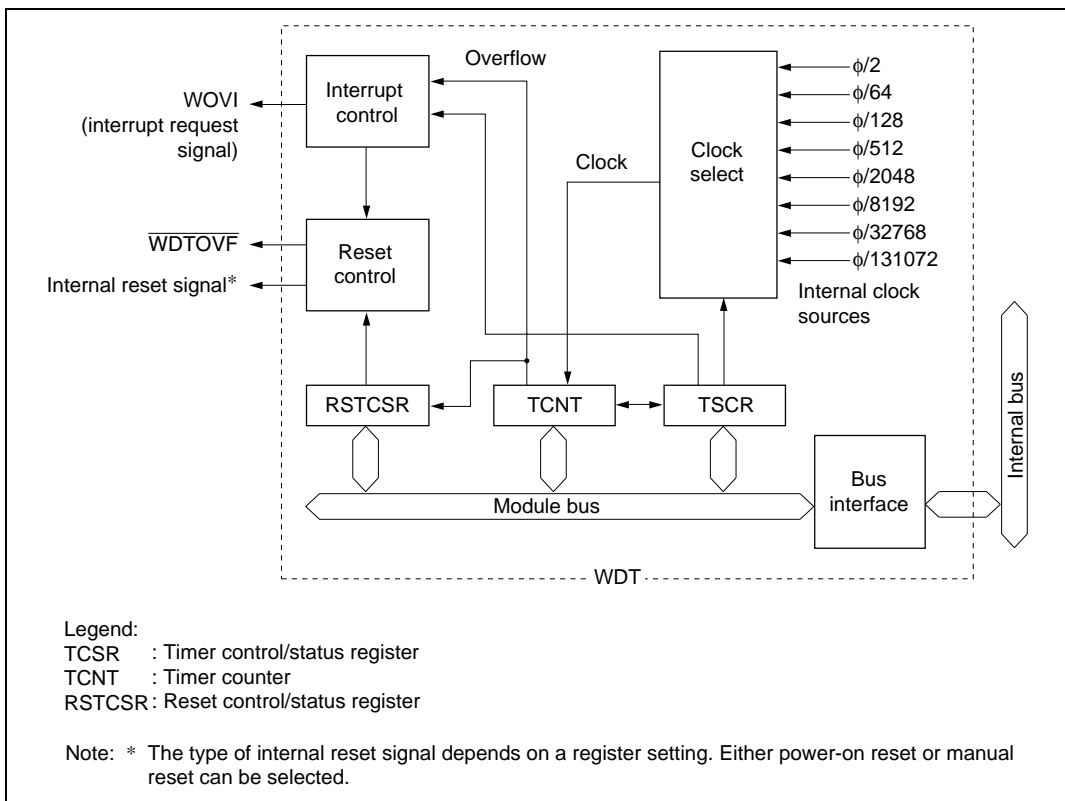 Overflow
Interrupt
control
WOVI
(interrupt request
signal)
Clock
Clock
select
ϕ/2
ϕ/64
ϕ/128
ϕ/512
ϕ/2048
ϕ/8192
ϕ/32768
ϕ/131072
Internal clock
sources
WDTOVF
Internal reset signal*
Reset
control
RSTCSR
TCNT
TSCR
Module bus
Bus
interface
Internal bus
WDT
Legend:
TCSR : Timer control/status register
TCNT : Timer counter
RSTCSR : Reset control/status register
Note: * The type of internal reset signal depends on a register setting. Either power-on reset or manual
reset can be selected.